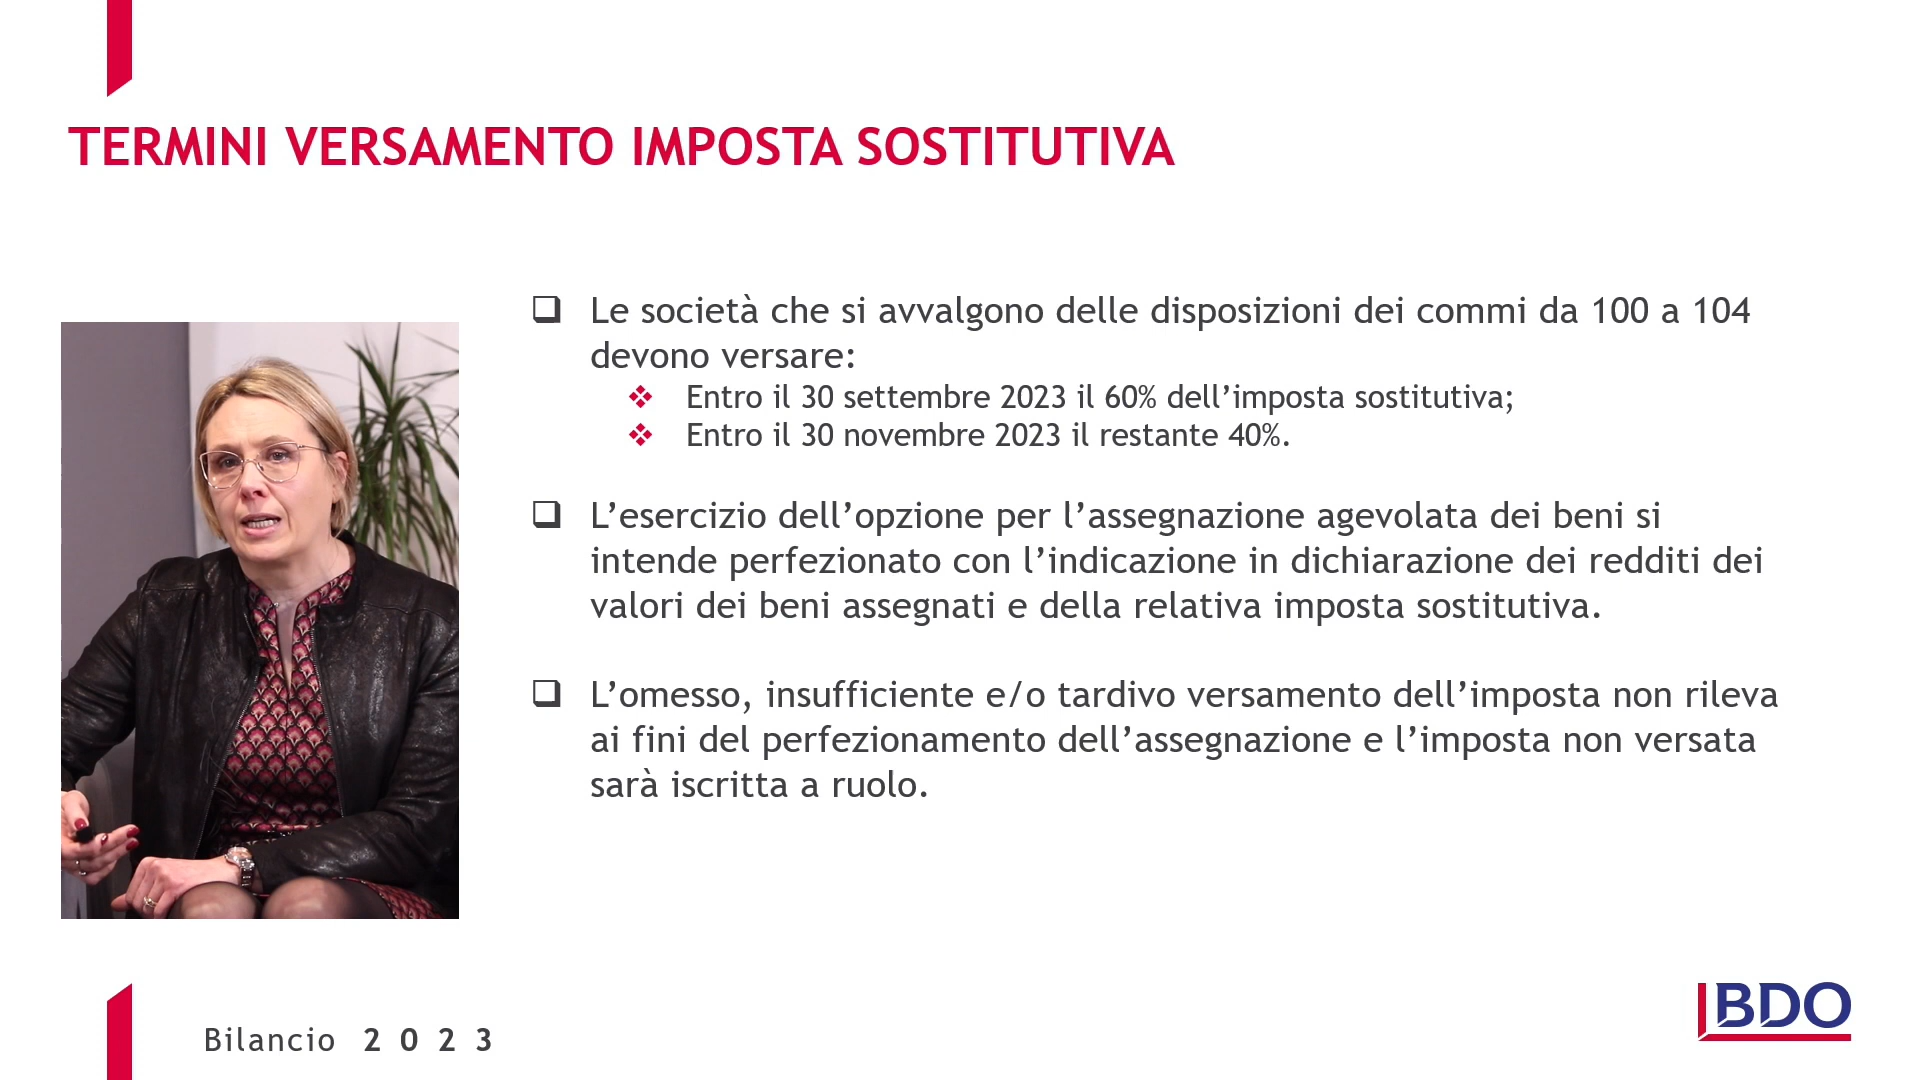 TERMINI VERSAMENTO IMPOSTA SOSTITUTIVA
Le società che si avvalgono delle disposizioni dei commi da 100 a 104
devono versare:
Entro il 30 settembre 2023 il 60% dell’imposta sostitutiva;
Entro il 30 novembre 2023 il restante 40%.
L’esercizio dell’opzione per l’assegnazione agevolata dei beni si
intende perfezionato con l’indicazione in dichiarazione dei redditi dei
valori dei beni assegnati e della relativa imposta sostitutiva.
L’omesso, insufficiente e/o tardivo versamento dell’imposta non rileva
ai fini del perfezionamento dell’assegnazione e l’imposta non versata
sarà iscritta a ruolo.
Bilancio 2023
BDO